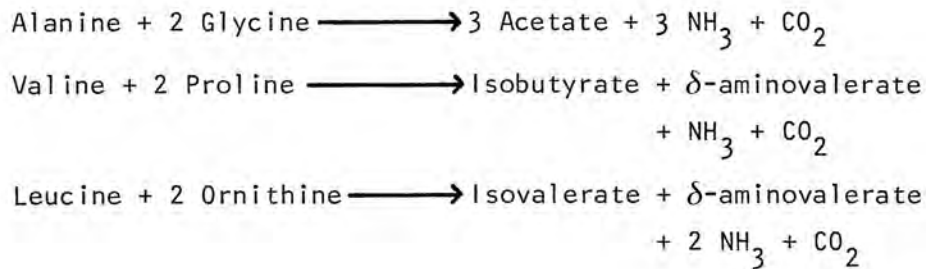 Alanine + 2 Glycine ⟶ 3 Acetate + 3 NH₃ + CO₂
Valine + 2 Proline ⟶ Isobutyrate + δ-aminovalerate
+ NH₃ + CO₂
Leucine + 2 Ornithine ⟶ Isovalerate + δ-aminovalerate
+ 2 NH₃ + CO₂